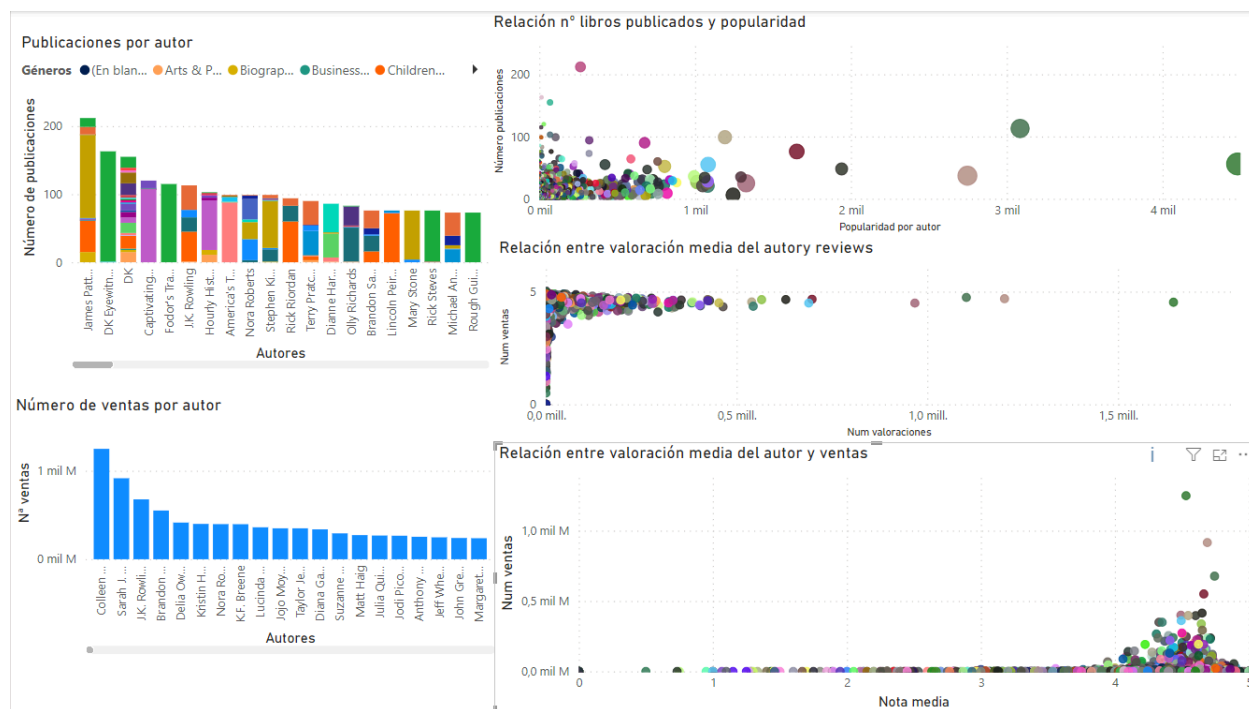 Publicaciones por autor
Géneros (En blan... Arts & P... Biograp... Business... Children...
Número de publicaciones
200
100
0
James Patt...
DK Eyewitn...
DK
Captivating...
Fodor's Tra...
J.K. Rowling
Hourly Hist...
America's T...
Nora Roberts
Stephen Ki...
Rick Riordan
Terry Pratc...
Dianne Har...
Olly Richards
Brandon Sa...
Lincoln Peir...
Mary Stone
Rick Steves
Michael An...
Rough Gui...
Autores
Número de ventas por autor
Nª ventas
1 mil M
0 mil M
Colleen ...
Sarah J. ...
J.K. Rowli...
Brandon ...
Delia Ow...
Kristin H...
Nora Ro...
K.F. Breene
Lucinda ...
Jojo Moy...
Taylor Je...
Diana Ga...
Suzanne ...
Matt Haig
Julia Qui...
Jodi Pico...
Anthony ...
Jeff Whe...
John Gre...
Margaret...
Autores
Relación n° libros publicados y popularidad
Número publicaciones
200
100
0
0 mil 1 mil 2 mil 3 mil 4 mil
Popularidad por autor
Relación entre valoración media del autory reviews
Num ventas
5
0
0,0 mill. 0,5 mill. 1,0 mill. 1,5 mill.
Num valoraciones
Relación entre valoración media del autor y ventas
Num ventas
1,0 mil M
0,5 mil M
0,0 mil M
0 1 2 3 4 5
Nota media